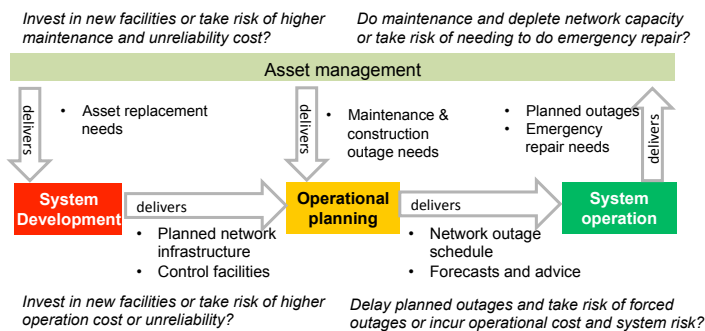 Invest in new facilities or take risk of higher
maintenance and unreliability cost?
Do maintenance and deplete network capacity
or take risk of needing to do emergency repair?
Asset management
delivers
• Asset replacement
needs
delivers
• Maintenance &
construction
outage needs
• Planned outages
• Emergency
repair needs
delivers
System
Development
delivers
Operational
planning
delivers
System
operation
• Planned network
infrastructure
• Control facilities
• Network outage
schedule
• Forecasts and advice
Invest in new facilities or take risk of higher
operation cost or unreliability?
Delay planned outages and take risk of forced
outages or incur operational cost and system risk?